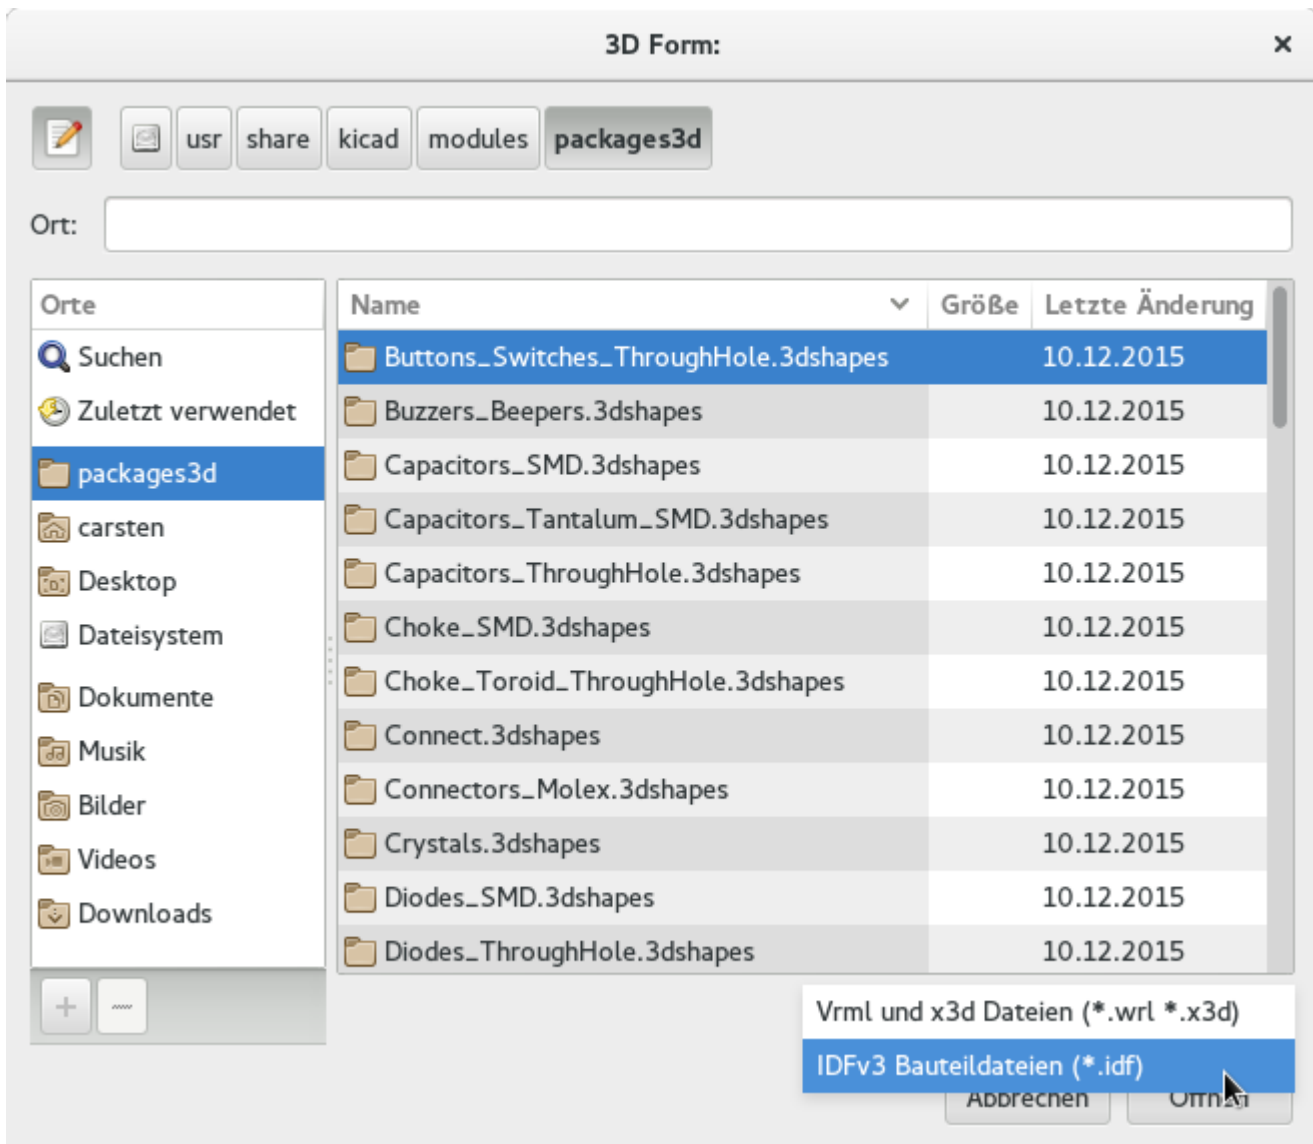 3D Form:
usr share kicad modules packages3d
Ort:
Orte
Suchen
Zuletzt verwendet
packages3d
carsten
Desktop
Dateisystem
Dokumente
Musik
Bilder
Videos
Downloads
Name Größe Letzte Änderung
Buttons_Switches_ThroughHole.3dshapes 10.12.2015
Buzzers_Beepers.3dshapes 10.12.2015
Capacitors_SMD.3dshapes 10.12.2015
Capacitors_Tantalum_SMD.3dshapes 10.12.2015
Capacitors_ThroughHole.3dshapes 10.12.2015
Choke_SMD.3dshapes 10.12.2015
Choke_Toroid_ThroughHole.3dshapes 10.12.2015
Connect.3dshapes 10.12.2015
Connectors_Molex.3dshapes 10.12.2015
Crystals.3dshapes 10.12.2015
Diodes_SMD.3dshapes 10.12.2015
Diodes_ThroughHole.3dshapes 10.12.2015
Vrml und x3d Dateien (*.wrl *.x3d)
IDFv3 Bauteildateien (*.idf)
Abbrechen Öffnen